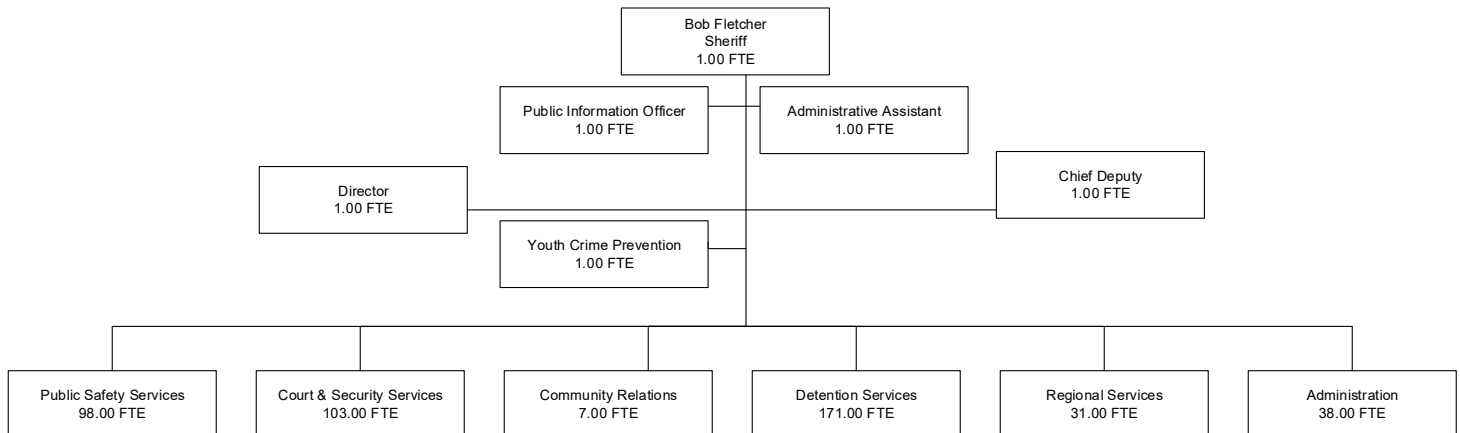 Bob Fletcher
Sheriff
1.00 FTE
Public Information Officer
1.00 FTE
Administrative Assistant
1.00 FTE
Director
1.00 FTE
Chief Deputy
1.00 FTE
Youth Crime Prevention
1.00 FTE
Public Safety Services
98.00 FTE
Court & Security Services
103.00 FTE
Community Relations
7.00 FTE
Detention Services
171.00 FTE
Regional Services
31.00 FTE
Administration
38.00 FTE